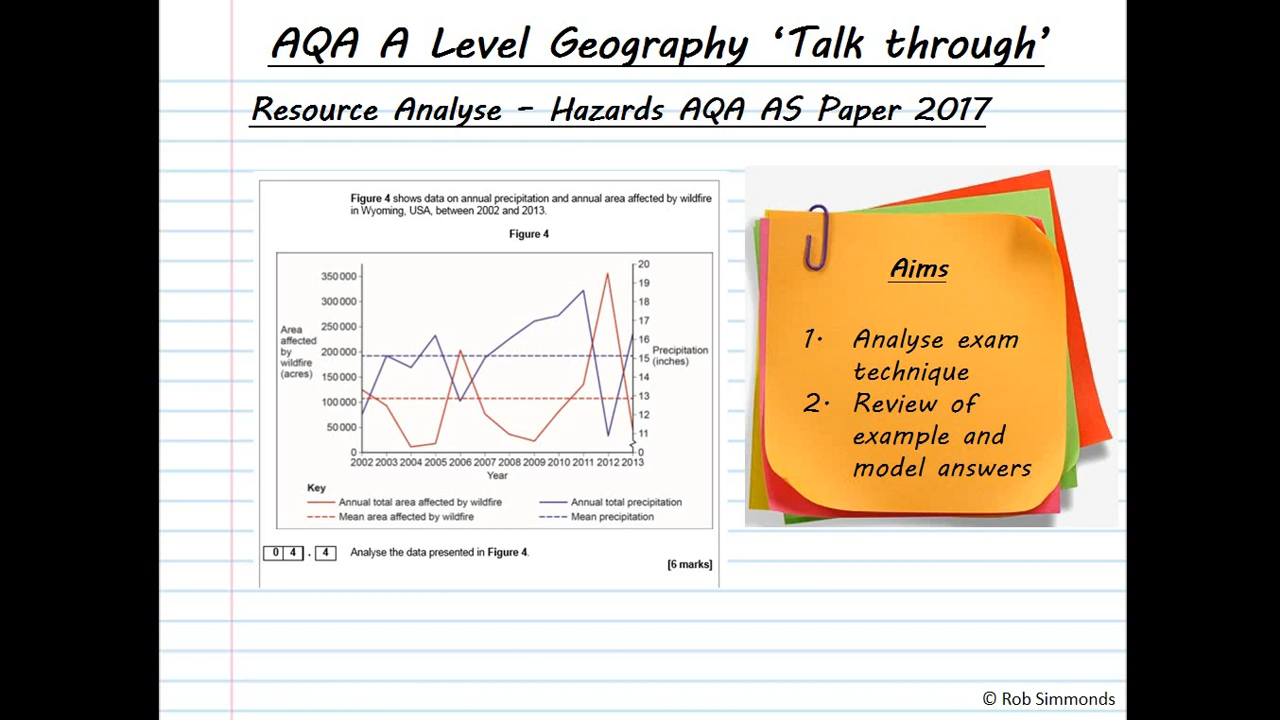 AQA A Level Geography ‘Talk through’
Resource Analyse – Hazards AQA AS Paper 2017
Figure 4 shows data on annual precipitation and annual area affected by wildfire
in Wyoming, USA, between 2002 and 2013.
Figure 4
Area
affected
by
wildfire
(acres)
350 000
300 000
250 000
200 000
150 000
100 000
50 000
0
20
19
18
17
16
15
14
13
12
11
0
Precipitation
(inches)
2002 2003 2004 2005 2006 2007 2008 2009 2010 2011 2012 2013
Year
Key
Annual total area affected by wildfire
Annual total precipitation
Mean area affected by wildfire
Mean precipitation
0 4 . 4 Analyse the data presented in Figure 4.
[6 marks]
Aims
1. Analyse exam
technique
2. Review of
example and
model answers
© Rob Simmonds